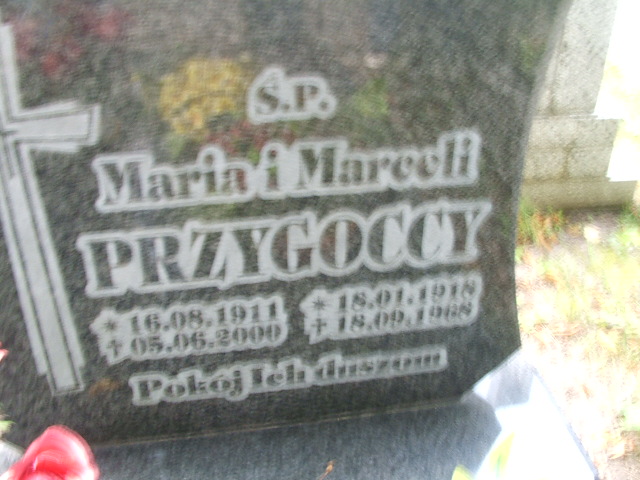 Ś.P.
Maria i Marceli
PRZYGOCCY
* 16.08.1911 * 18.01.1918
† 05.06.2000 † 18.09.1968
Pokój Ich duszom